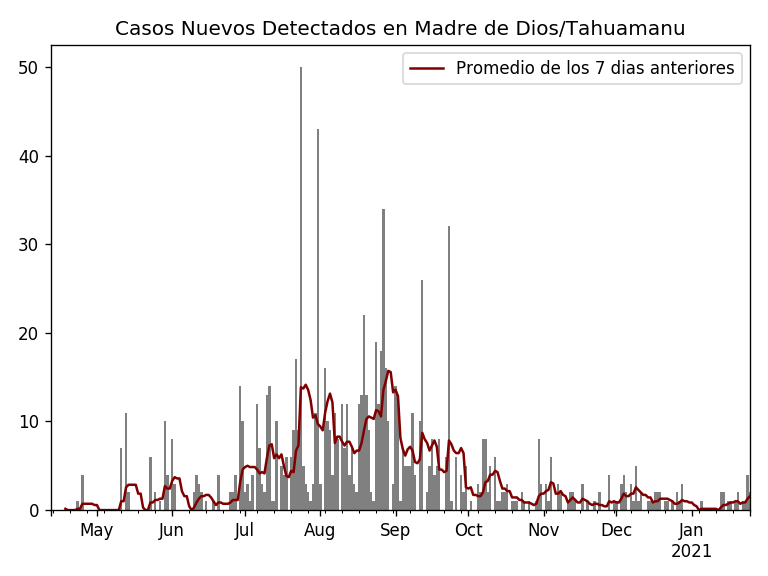 Casos Nuevos Detectados en Madre de Dios/Tahuamanu
Promedio de los 7 dias anteriores
50
40
30
20
10
0
May Jun Jul Aug Sep Oct Nov Dec Jan
2021